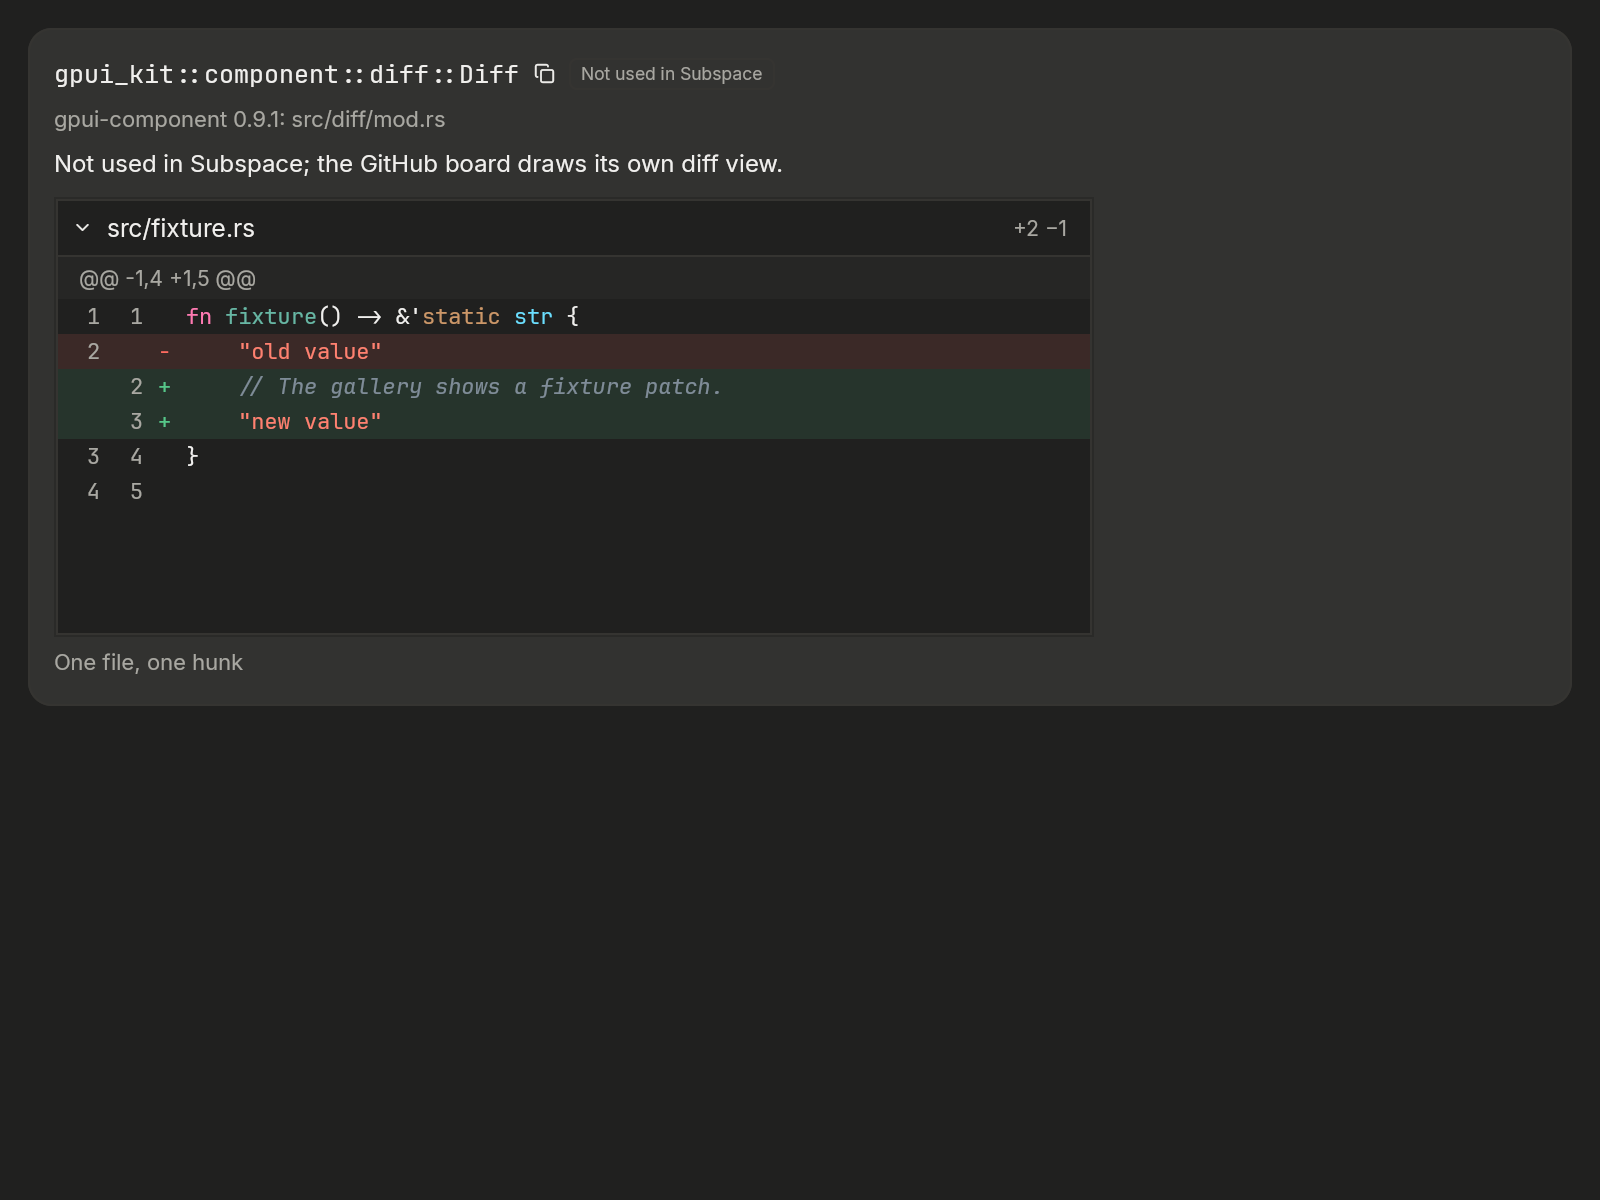 gpui_kit::component::diff::Diff Not used in Subspace
gpui-component 0.9.1: src/diff/mod.rs
Not used in Subspace; the GitHub board draws its own diff view.
src/fixture.rs +2 −1
@@ -1,4 +1,5 @@
1 1 fn fixture() -> &'static str {
2 - "old value"
2 + // The gallery shows a fixture patch.
3 + "new value"
3 4 }
4 5
One file, one hunk